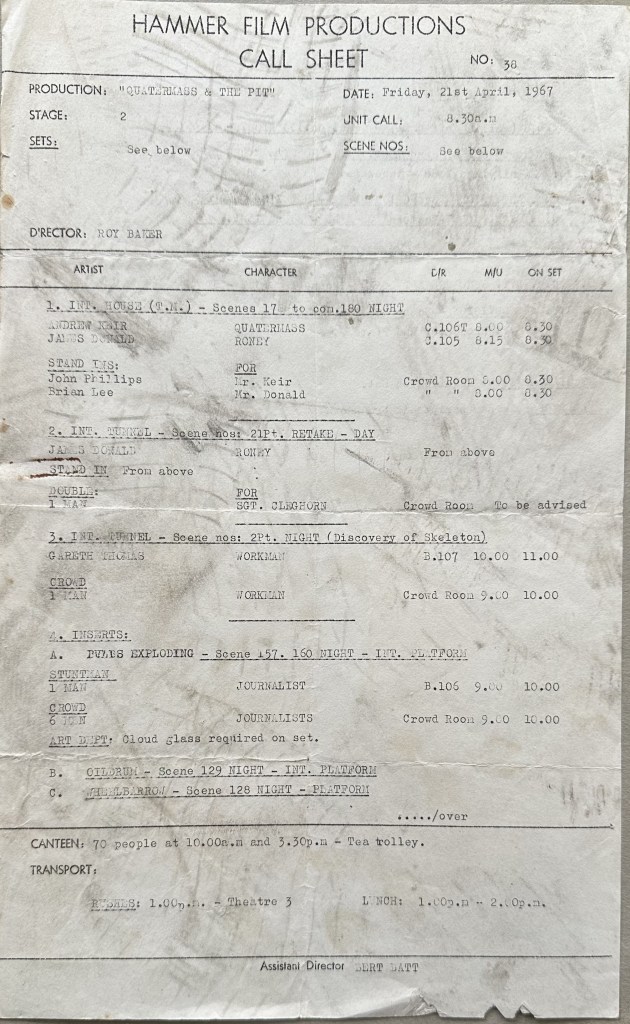 HAMMER FILM PRODUCTIONS
CALL SHEET
NO: 38
PRODUCTION: "QUATERMASS & THE PIT" DATE: Friday, 21st April, 1967
STAGE: 2 UNIT CALL: 8.30a.m
SETS: See below SCENE NOS: See below
DIRECTOR: ROY BAKER
ARTIST CHARACTER D/R M/U ON SET
1. INT. HOUSE (T.M.) - Scenes 17 to com.180 NIGHT
ANDREW KEIR QUATERMASS C.106T 8.00 8.30
JAMES DONALD RONEY C.105 8.15 8.30
STAND INS: FOR
John Phillips Mr. Keir Crowd Room 8.00 8.30
Brian Lee Mr. Donald " " 8.00 8.30
2. INT. TUNNEL - Scene nos: 21Pt. RETAKE - DAY
JAMES DONALD RONEY From above
STAND IN From above
DOUBLE: FOR
1 MAN SGT. CLEGHORN Crowd Room To be advised
3. INT. TUNNEL - Scene nos: 2Pt. NIGHT (Discovery of Skeleton)
GARETH THOMAS WORKMAN B.107 10.00 11.00
CROWD
1 MAN WORKMAN Crowd Room 9.00 10.00
4. INSERTS:
A. EXPLODING - Scene 157. 160 NIGHT - INT. PLATFORM
STUNTMAN
1 MAN JOURNALIST B.106 9.00 10.00
CROWD
6 MEN JOURNALISTS Crowd Room 9.00 10.00
ART DEPT: Cloud glass required on set.
B. OILDRUM - Scene 129 NIGHT - INT. PLATFORM
C. WHEELBARROW - Scene 128 NIGHT - PLATFORM
...../over
CANTEEN: 70 people at 10.00a.m and 3.30p.m - Tea trolley.
TRANSPORT:
RUSHES: 1.00p.m. - Theatre 3 LUNCH: 1.00p.m - 2.00p.m.
Assistant Director BERT BATT